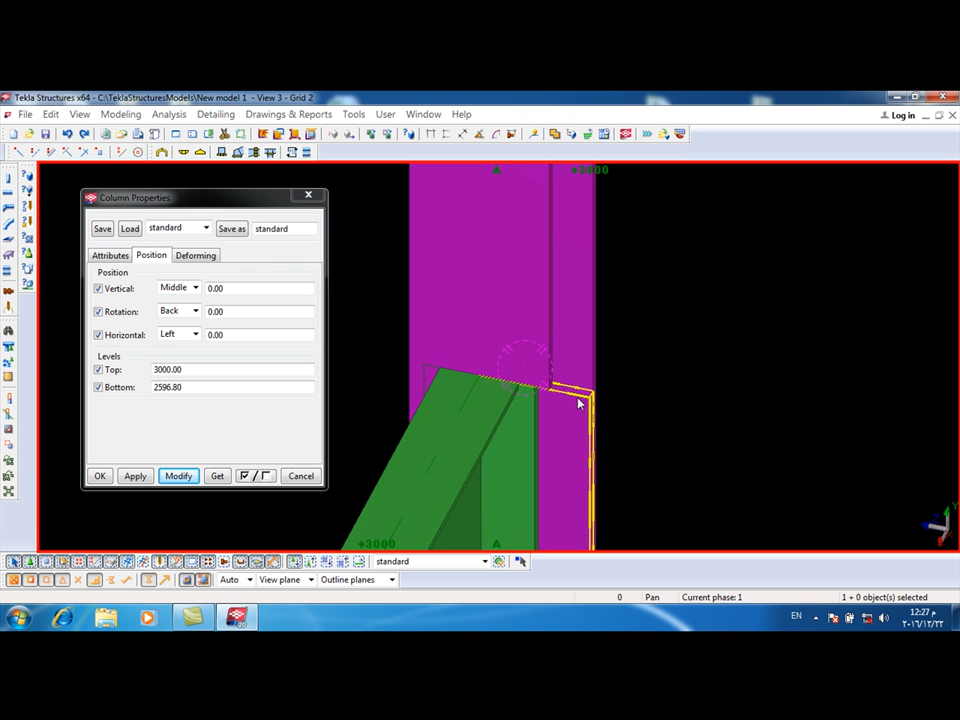 Tekla Structures x64 - C:\TeklaStructuresModels\New model 1 - View 3 - Grid 2
File Edit View Modeling Analysis Detailing Drawings & Reports Tools User Window Help Log in
A +3000
Column Properties
Save Load standard Save as standard
Attributes Position Deforming
Position
Vertical: Middle 0.00
Rotation: Back 0.00
Horizontal: Left 0.00
Levels
Top: 3000.00
Bottom: 2596.80
OK Apply Modify Get / Cancel
+3000 A
standard
Auto View plane Outline planes
0 Pan Current phase: 1 1 + 0 object(s) selected
EN 12:27 م
٢٠١٦/١٢/٢٢